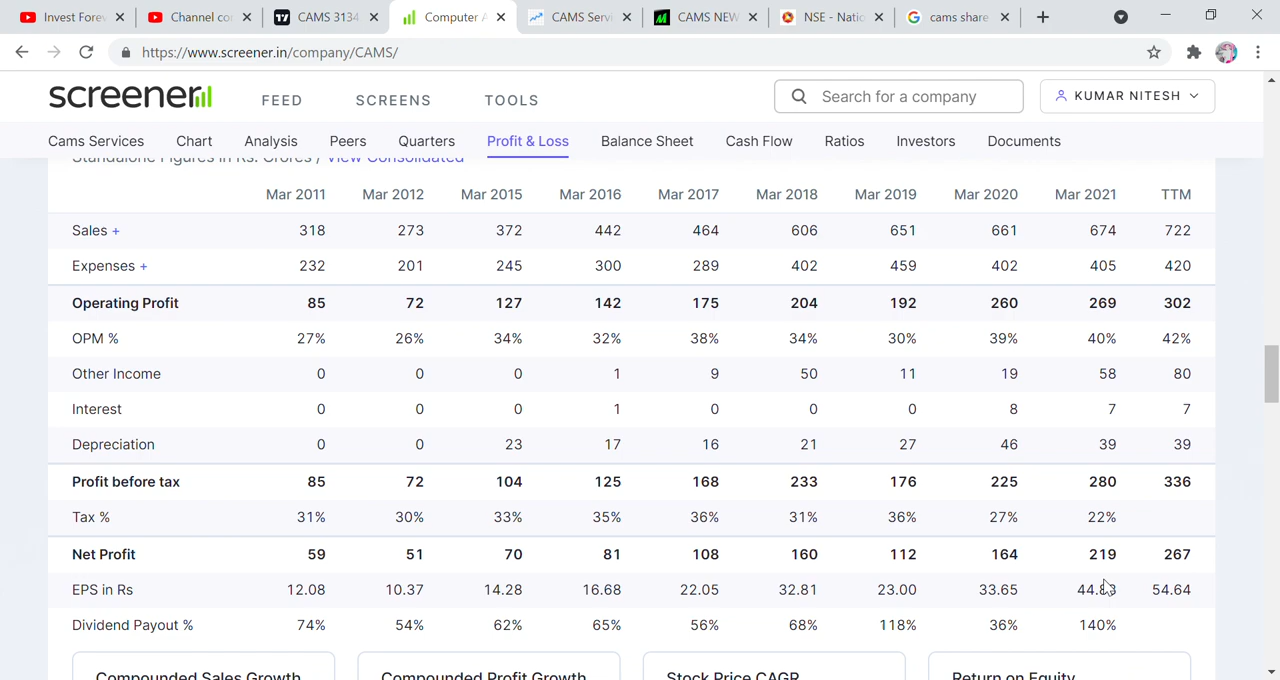 Invest Forev Channel co CAMS 3134 Computer A CAMS Servi CAMS NEW NSE - Natio cams share
https://www.screener.in/company/CAMS/
screener FEED SCREENS TOOLS Search for a company KUMAR NITESH
Cams Services Chart Analysis Peers Quarters Profit & Loss Balance Sheet Cash Flow Ratios Investors Documents
Standalone Figures in Rs. Crores / View Consolidated
Mar 2011 Mar 2012 Mar 2015 Mar 2016 Mar 2017 Mar 2018 Mar 2019 Mar 2020 Mar 2021 TTM
Sales + 318 273 372 442 464 606 651 661 674 722
Expenses + 232 201 245 300 289 402 459 402 405 420
Operating Profit 85 72 127 142 175 204 192 260 269 302
OPM % 27% 26% 34% 32% 38% 34% 30% 39% 40% 42%
Other Income 0 0 0 1 9 50 11 19 58 80
Interest 0 0 0 1 0 0 0 8 7 7
Depreciation 0 0 23 17 16 21 27 46 39 39
Profit before tax 85 72 104 125 168 233 176 225 280 336
Tax % 31% 30% 33% 35% 36% 31% 36% 27% 22%
Net Profit 59 51 70 81 108 160 112 164 219 267
EPS in Rs 12.08 10.37 14.28 16.68 22.05 32.81 23.00 33.65 54.64
Dividend Payout % 74% 54% 62% 65% 56% 68% 118% 36% 140%
Compounded Sales Growth Compounded Profit Growth Stock Price CAGR Return on Equity